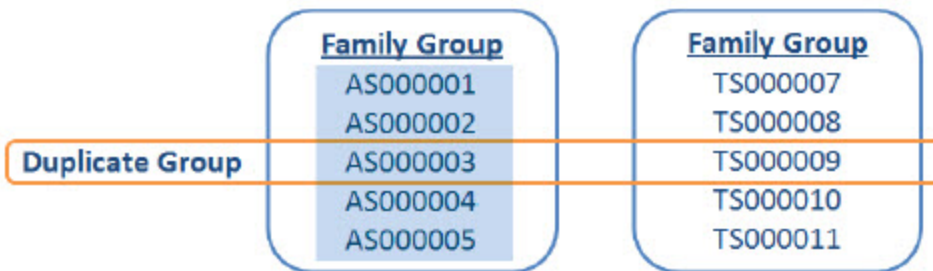 Family Group
AS000001
AS000002
AS000003
AS000004
AS000005
Family Group
TS000007
TS000008
TS000009
TS000010
TS000011
Duplicate Group